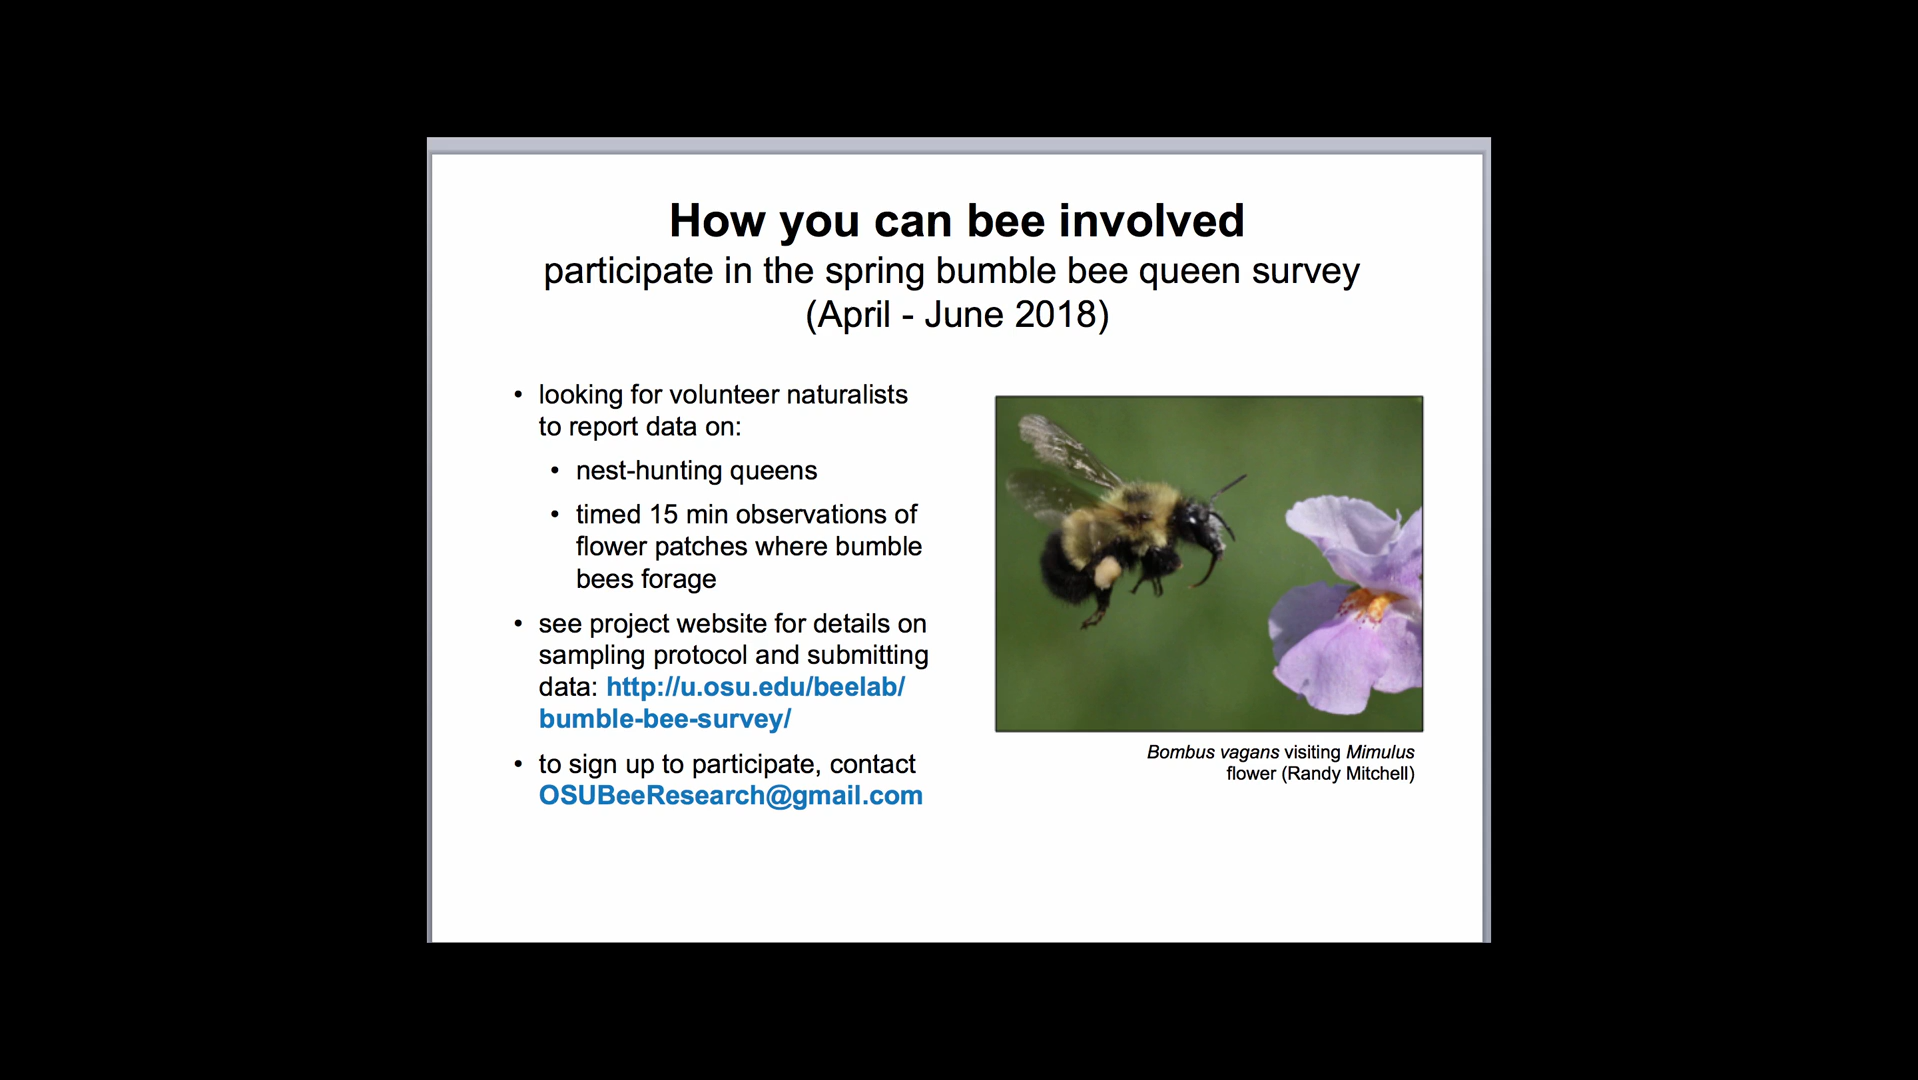 How you can bee involved
participate in the spring bumble bee queen survey
(April - June 2018)
• looking for volunteer naturalists
to report data on:
• nest-hunting queens
• timed 15 min observations of
flower patches where bumble
bees forage
• see project website for details on
sampling protocol and submitting
data: http://u.osu.edu/beelab/
bumble-bee-survey/
• to sign up to participate, contact
OSUBeeResearch@gmail.com
Bombus vagans visiting Mimulus
flower (Randy Mitchell)